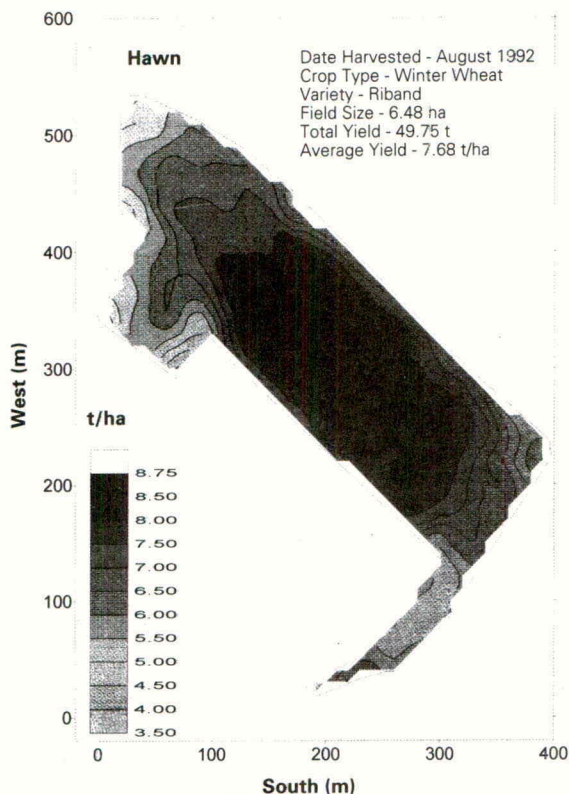 600
Hawn
Date Harvested - August 1992
Crop Type - Winter Wheat
Variety - Riband
Field Size - 6.48 ha
Total Yield - 49.75 t
Average Yield - 7.68 t/ha
500
400
West (m)
300
t/ha
8.75
8.50
8.00
7.50
7.00
6.50
6.00
5.50
5.00
4.50
4.00
3.50
200
100
0
0
100
200
300
400
South (m)